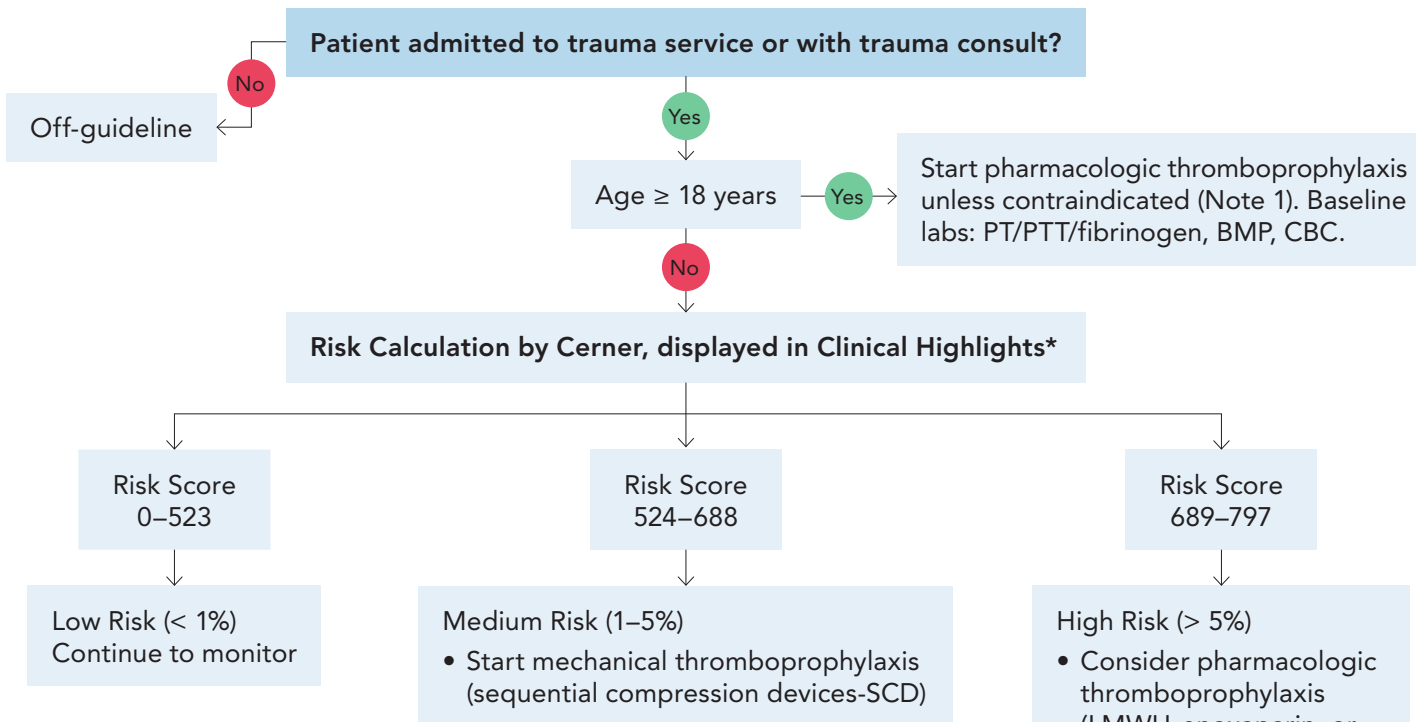 Patient admitted to trauma service or with trauma consult?
No
Off-guideline
Yes
Age ≥ 18 years
Yes
Start pharmacologic thromboprophylaxis
unless contraindicated (Note 1). Baseline
labs: PT/PTT/fibrinogen, BMP, CBC.
No
Risk Calculation by Cerner, displayed in Clinical Highlights*
Risk Score
0–523
Risk Score
524–688
Risk Score
689–797
Low Risk (< 1%)
Continue to monitor
Medium Risk (1–5%)
• Start mechanical thromboprophylaxis
(sequential compression devices-SCD)
High Risk (> 5%)
• Consider pharmacologic
thromboprophylaxis